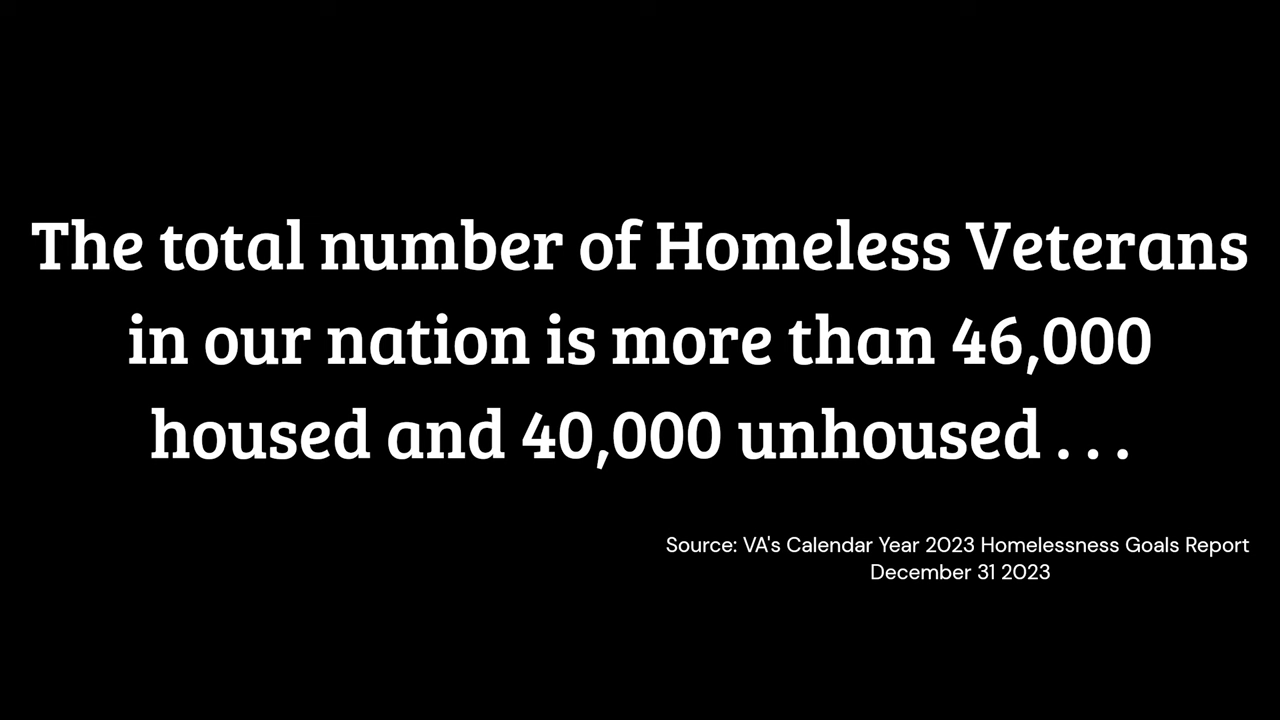 The total number of Homeless Veterans
in our nation is more than 46,000
housed and 40,000 unhoused . . .
Source: VA's Calendar Year 2023 Homelessness Goals Report
December 31 2023